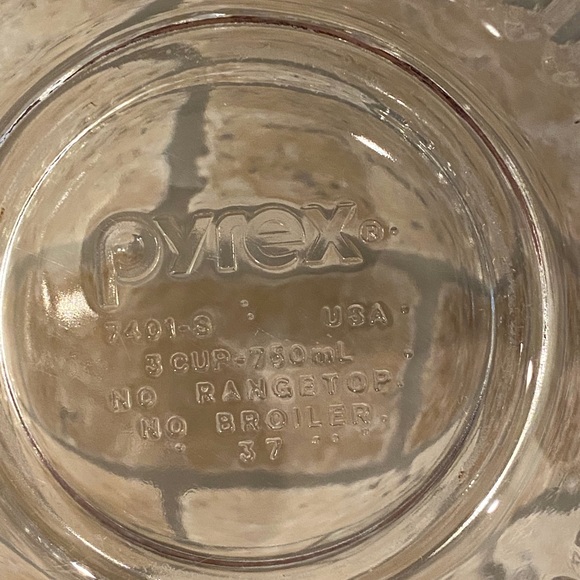 pyrex®
7401-S USA
3 CUP-750mL
NO RANGETOP
NO BROILER
37